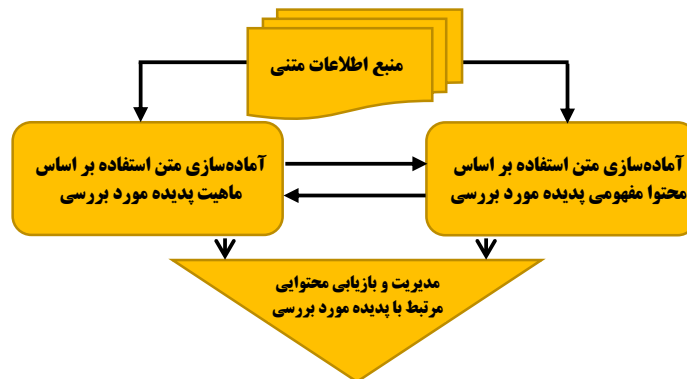 منبع اطلاعات متنی
آماده‌سازی متن استفاده بر اساس
محتوا مفهومی پدیده مورد بررسی
آماده‌سازی متن استفاده بر اساس
ماهیت پدیده مورد بررسی
مدیریت و بازیابی محتوایی
مرتبط با پدیده مورد بررسی